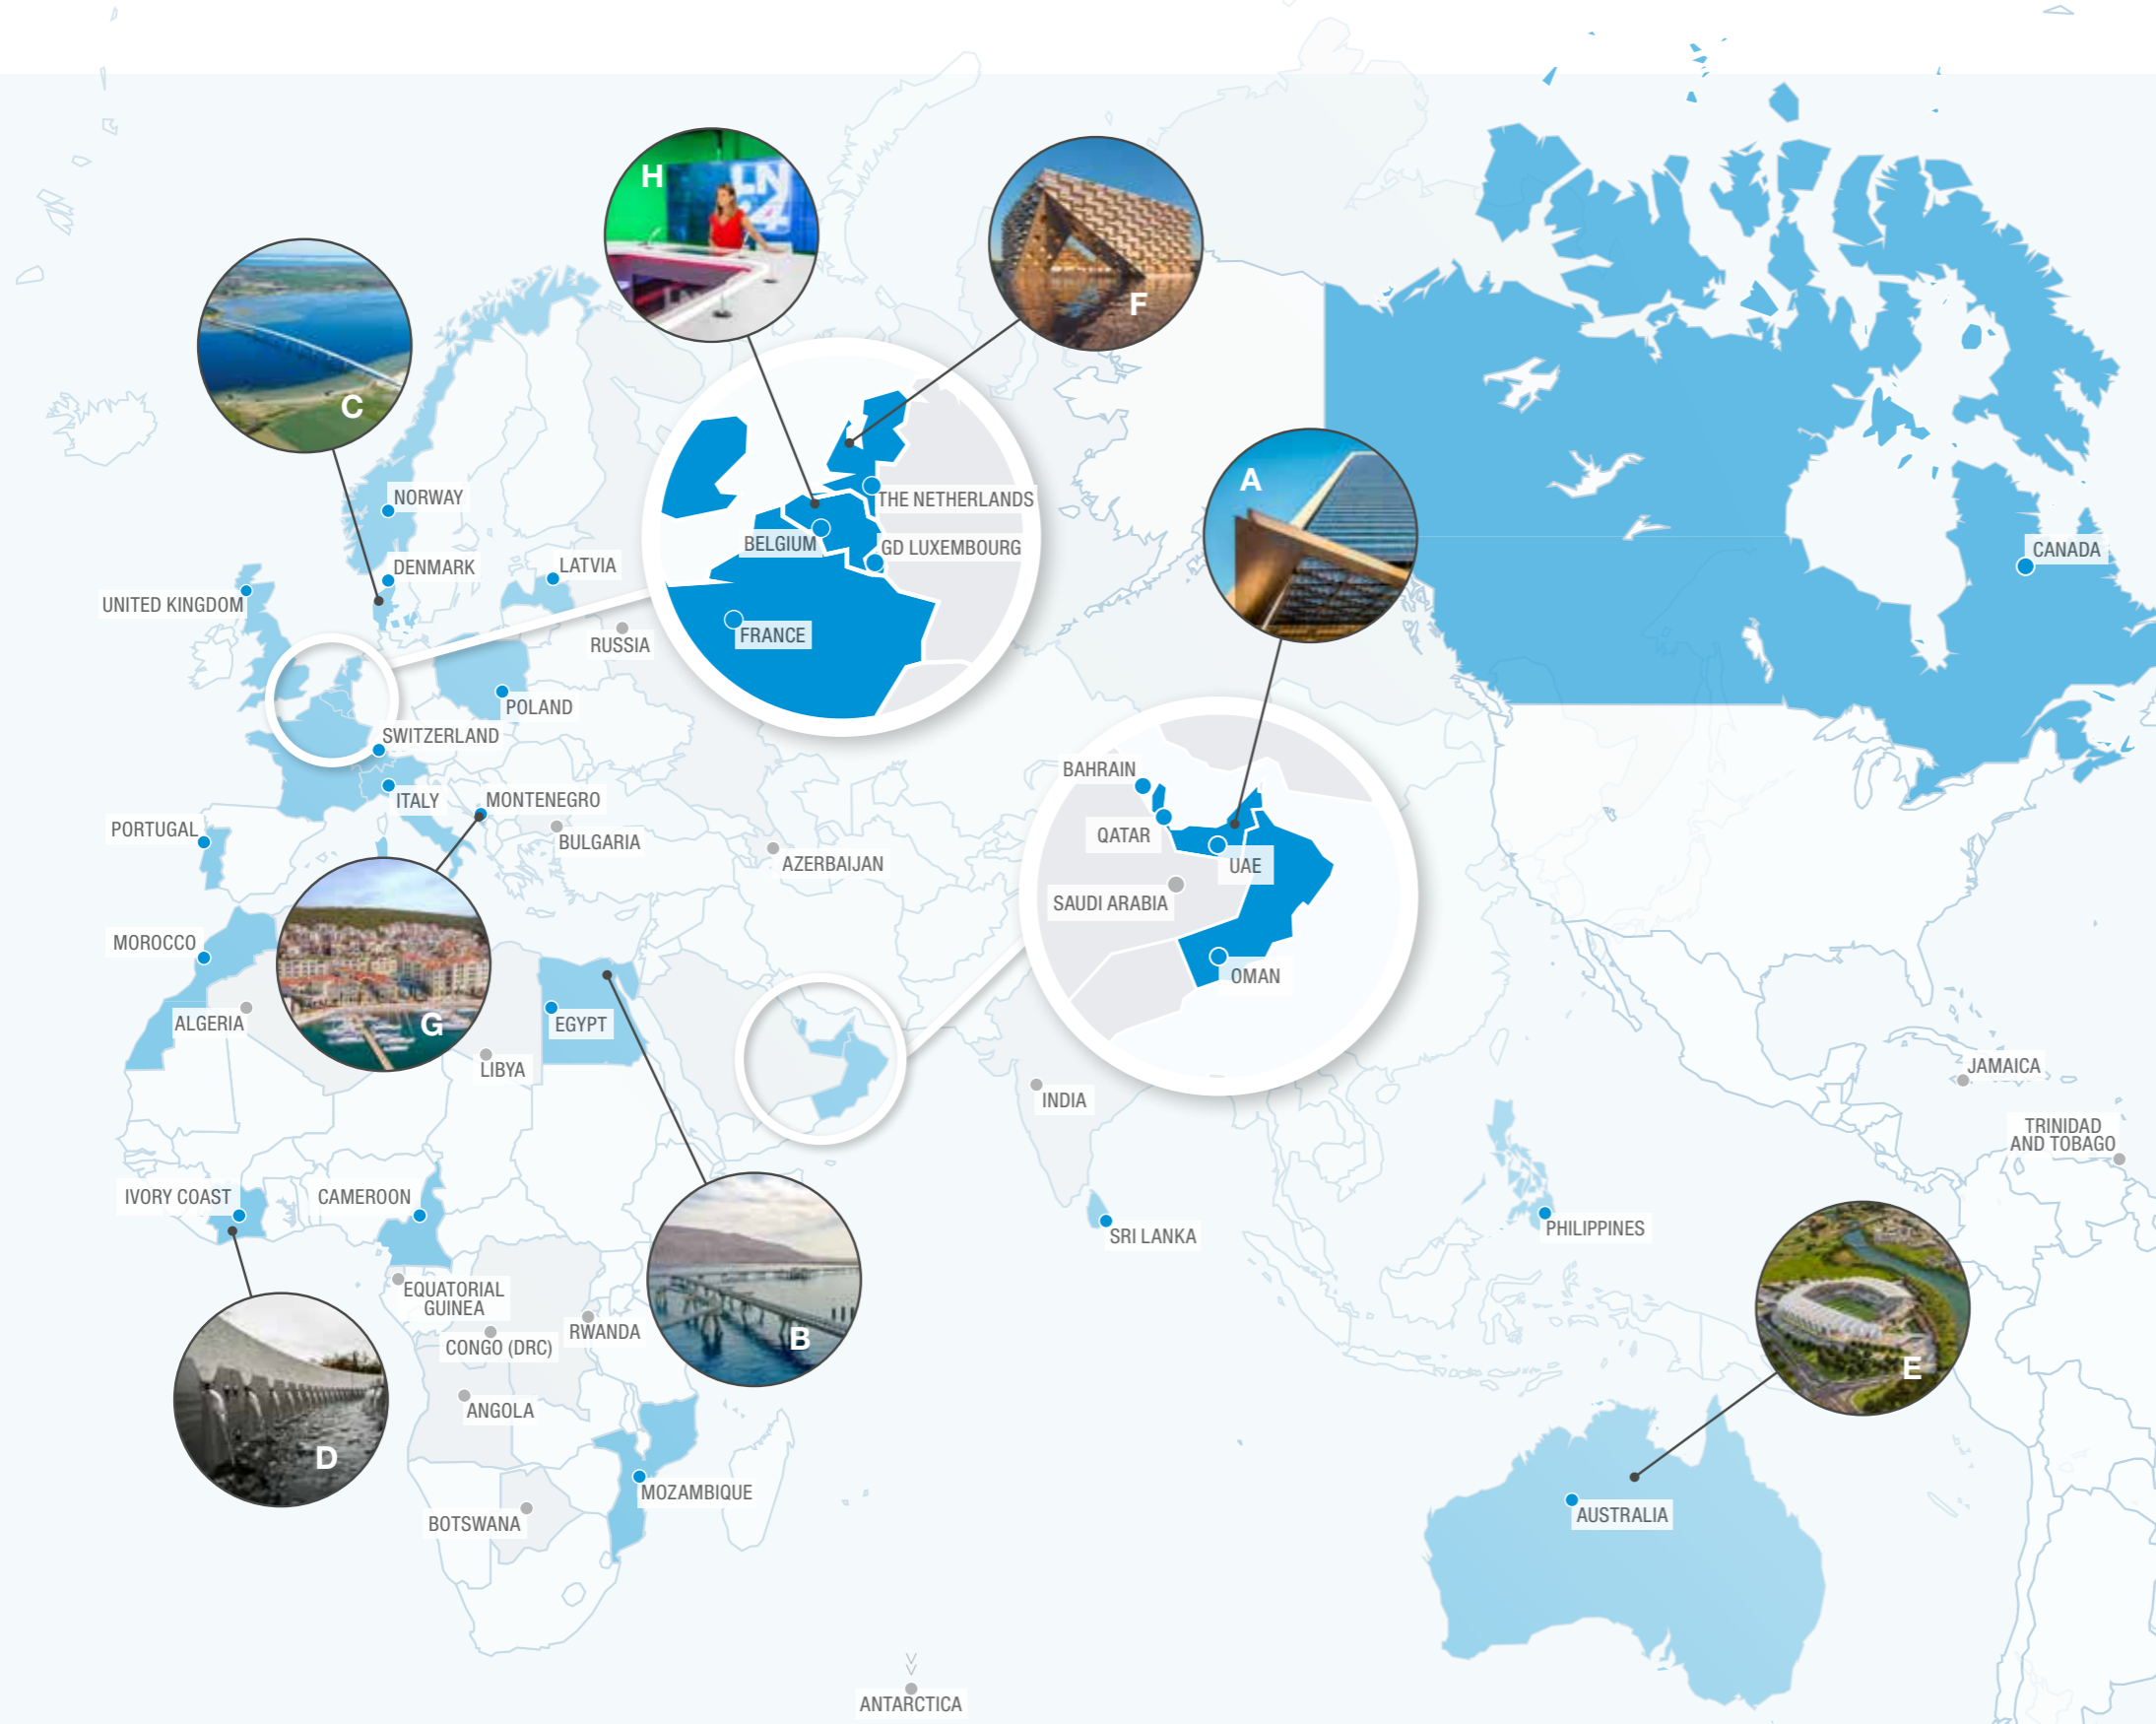 H
F
C
A
LN
24
NORWAY
THE NETHERLANDS
BELGIUM
GD LUXEMBOURG
CANADA
DENMARK
LATVIA
UNITED KINGDOM
FRANCE
RUSSIA
POLAND
SWITZERLAND
BAHRAIN
ITALY
MONTENEGRO
PORTUGAL
BULGARIA
QATAR
AZERBAIJAN
UAE
SAUDI ARABIA
MOROCCO
OMAN
ALGERIA
G
EGYPT
LIBYA
JAMAICA
INDIA
TRINIDAD
AND TOBAGO
IVORY COAST
CAMEROON
SRI LANKA
PHILIPPINES
EQUATORIAL
GUINEA
RWANDA
B
CONGO (DRC)
E
ANGOLA
D
MOZAMBIQUE
AUSTRALIA
BOTSWANA
ANTARCTICA